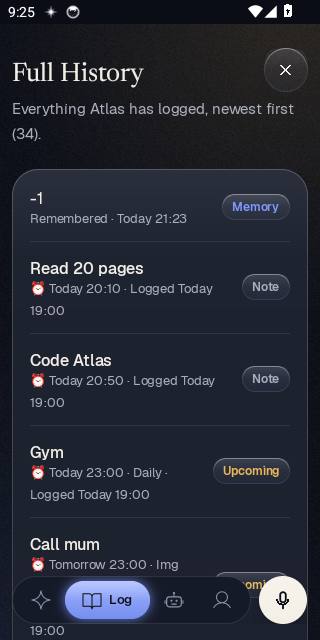 9:25
Full History
Everything Atlas has logged, newest first
(34).
-1
Remembered · Today 21:23
Memory
Read 20 pages
⏰ Today 20:10 · Logged Today
19:00
Note
Code Atlas
⏰ Today 20:50 · Logged Today
19:00
Note
Gym
⏰ Today 23:00 · Daily ·
Logged Today 19:00
Upcoming
Call mum
⏰ Tomorrow 23:00 · Img
Log
19:00